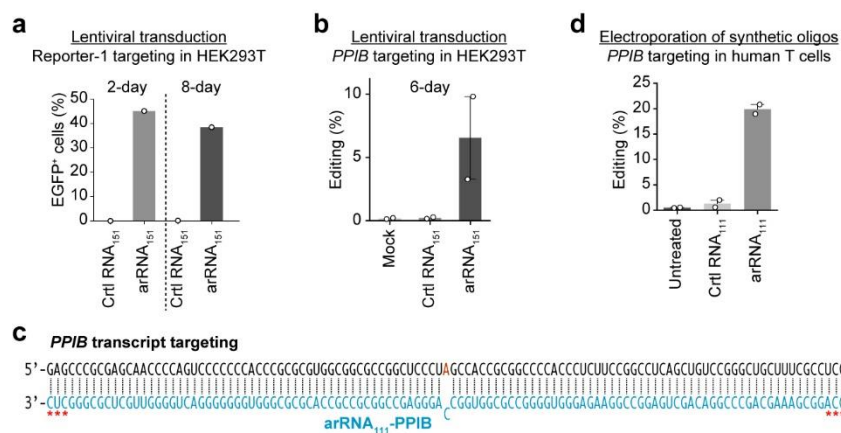 a
Lentiviral transduction
Reporter-1 targeting in HEK293T
2-day
8-day
EGFP⁺ cells (%)
50
40
30
20
10
0
Crtl RNA₁₅₁
arRNA₁₅₁
Crtl RNA₁₅₁
arRNA₁₅₁
b
Lentiviral transduction
PPIB targeting in HEK293T
6-day
Editing (%)
10
5
0
Mock
Crtl RNA₁₅₁
arRNA₁₅₁
d
Electroporation of synthetic oligos
PPIB targeting in human T cells
Editing (%)
25
20
15
10
5
0
Untreated
Crtl RNA₁₁₁
arRNA₁₁₁
c
PPIB transcript targeting
5'-GAGCCCGCGAGCAACCCCAGUCCCCCCCACCCGCGCGUGGCGGCGCCGGCUCCCUAGCCACCGCGGCCCCACCCUCUUCCGGCCUCAGCUGUCCGGGCUGCUUUCGCCUC
3'-CUCGGGCGCUCGUUGGGGUCAGGGGGGGUGGGCGCGCACCGCCGCGGCCGAGGGA CGGUGGCGCCGGGGUGGGAGAAGGCCGGAGUCGACAGGCCCGACGAAAGCGGAC
C
***
***
arRNA₁₁₁-PPIB